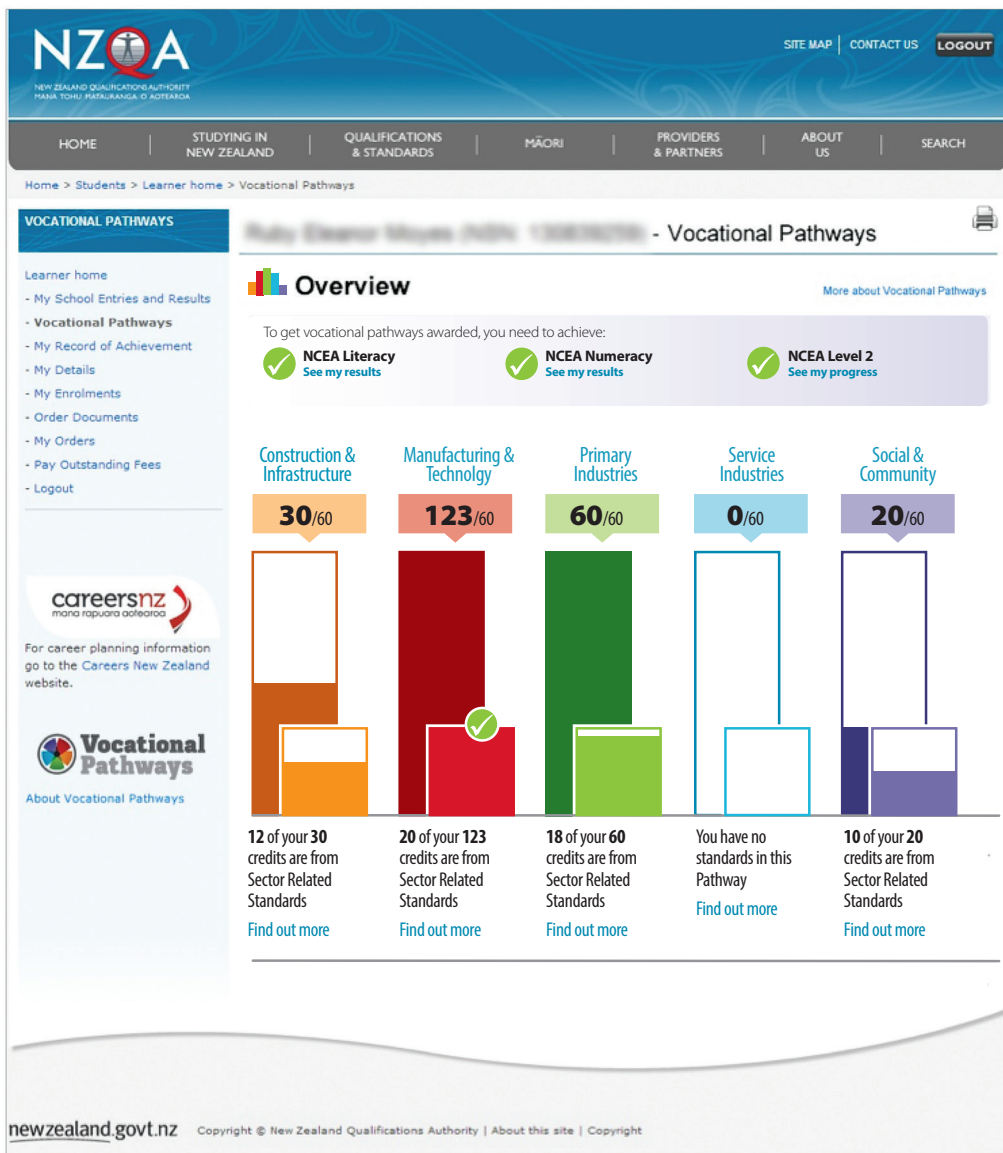 NZQA
NEW ZEALAND QUALIFICATIONS AUTHORITY
MANA TOHU MATAURANGA O AOTEAROA
SITE MAP | CONTACT US LOGOUT
HOME
STUDYING IN
NEW ZEALAND
QUALIFICATIONS
& STANDARDS
MĀORI
PROVIDERS
& PARTNERS
ABOUT
US
SEARCH
Home > Students > Learner home > Vocational Pathways
VOCATIONAL PATHWAYS
Learner home
- My School Entries and Results
- Vocational Pathways
- My Record of Achievement
- My Details
- My Enrolments
- Order Documents
- My Orders
- Pay Outstanding Fees
- Logout
careersnz
mana rapuara aotearoa
For career planning information
go to the Careers New Zealand
website.
Vocational
Pathways
About Vocational Pathways
- Vocational Pathways
Overview
More about Vocational Pathways
To get vocational pathways awarded, you need to achieve:
NCEA Literacy
See my results
NCEA Numeracy
See my results
NCEA Level 2
See my progress
Construction &
Infrastructure
30/60
12 of your 30
credits are from
Sector Related
Standards
Find out more
Manufacturing &
Technolgy
123/60
20 of your 123
credits are from
Sector Related
Standards
Find out more
Primary
Industries
60/60
18 of your 60
credits are from
Sector Related
Standards
Find out more
Service
Industries
0/60
You have no
standards in this
Pathway
Find out more
Social &
Community
20/60
10 of your 20
credits are from
Sector Related
Standards
Find out more
newzealand.govt.nz
Copyright © New Zealand Qualifications Authority | About this site | Copyright